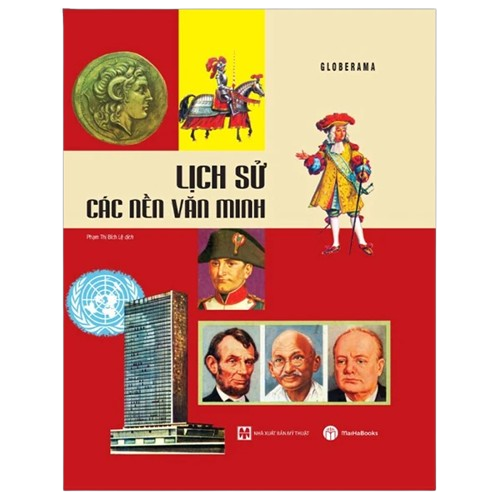 GLOBERAMA
LỊCH SỬ
CÁC NỀN VĂN MINH
Phạm Thị Bích Lệ dịch
NHÀ XUẤT BẢN MỸ THUẬT
MaiHaBooks